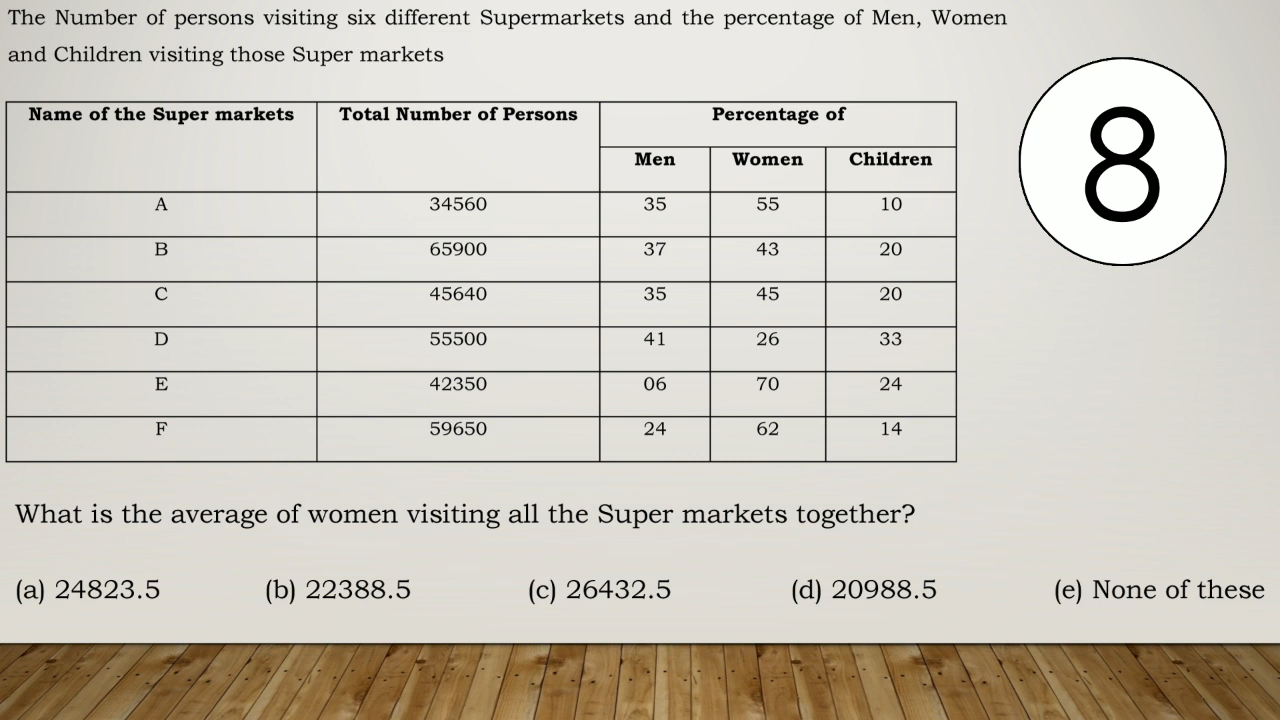 The Number of persons visiting six different Supermarkets and the percentage of Men, Women
and Children visiting those Super markets
8
Name of the Super markets Total Number of Persons Percentage of
Men Women Children
A 34560 35 55 10
B 65900 37 43 20
C 45640 35 45 20
D 55500 41 26 33
E 42350 06 70 24
F 59650 24 62 14
What is the average of women visiting all the Super markets together?
(a) 24823.5 (b) 22388.5 (c) 26432.5 (d) 20988.5 (e) None of these